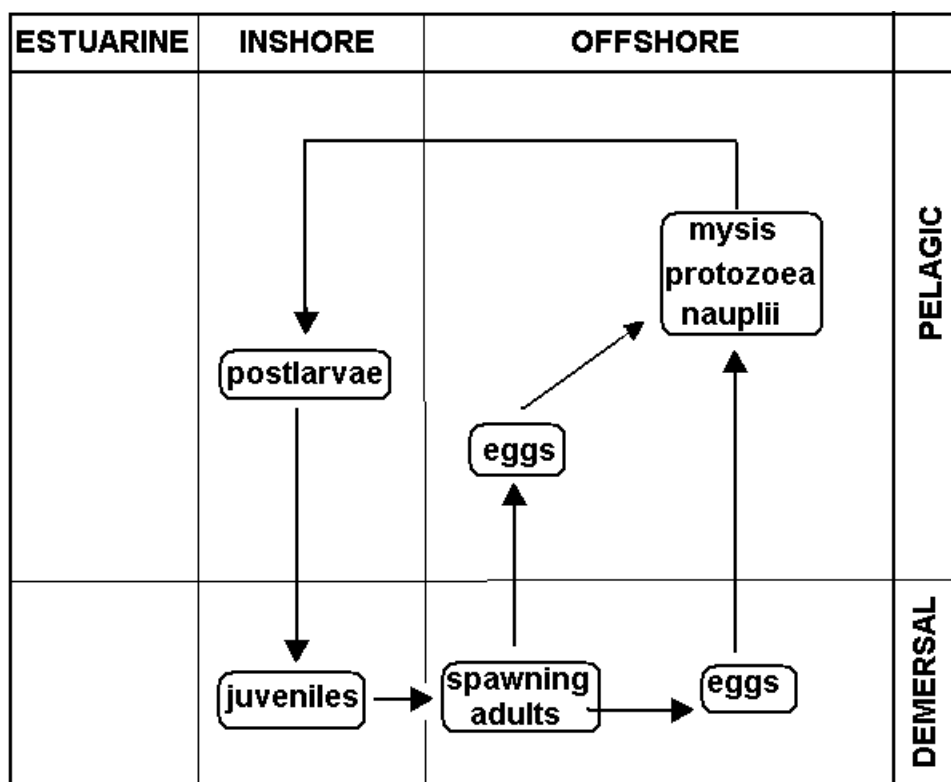 ESTUARINE
INSHORE
OFFSHORE
mysis
protozoea
nauplii
PELAGIC
postlarvae
eggs
juveniles
spawning
adults
eggs
DEMERSAL